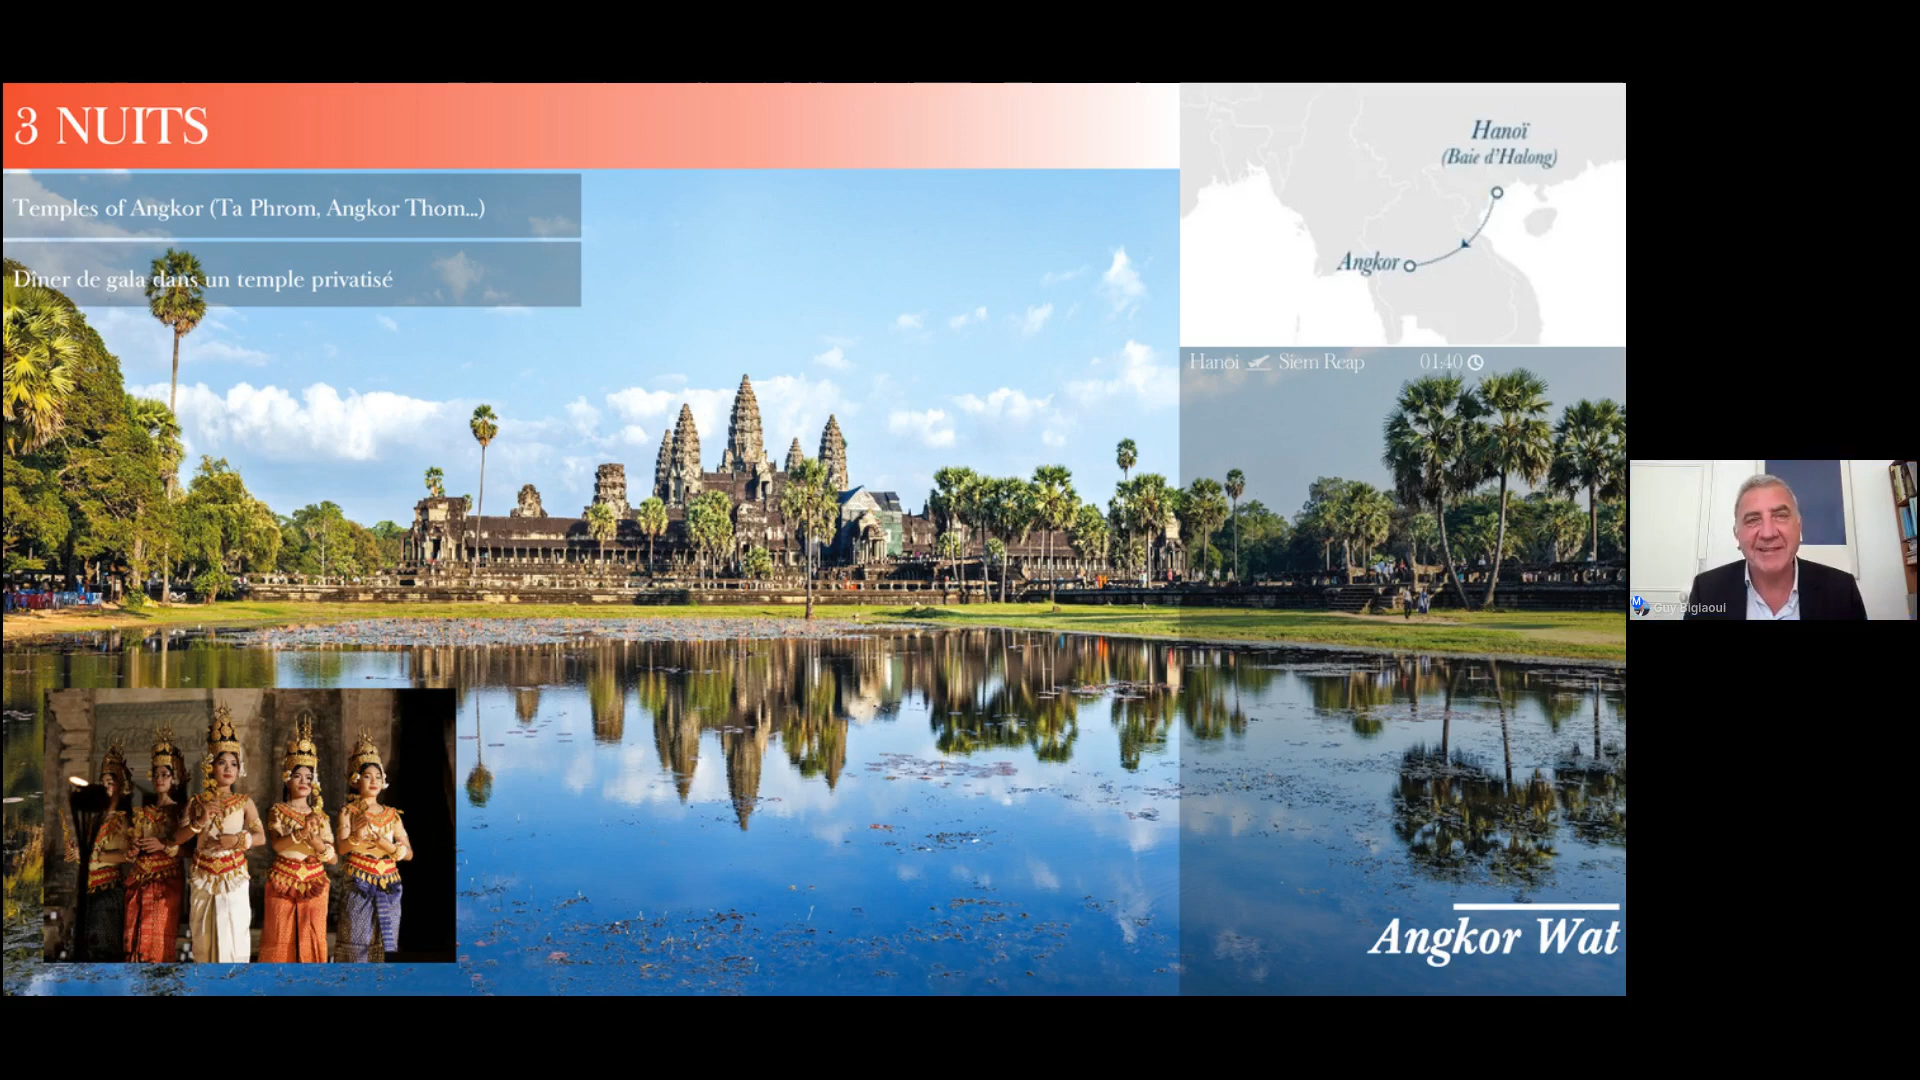 3 NUITS
Temples of Angkor (Ta Phrom, Angkor Thom...)
Dîner de gala dans un temple privatisé
Hanoï
(Baie d'Halong)
Angkor
Hanoi Siem Reap 01:40
Angkor Wat
Guy Bigiaoui